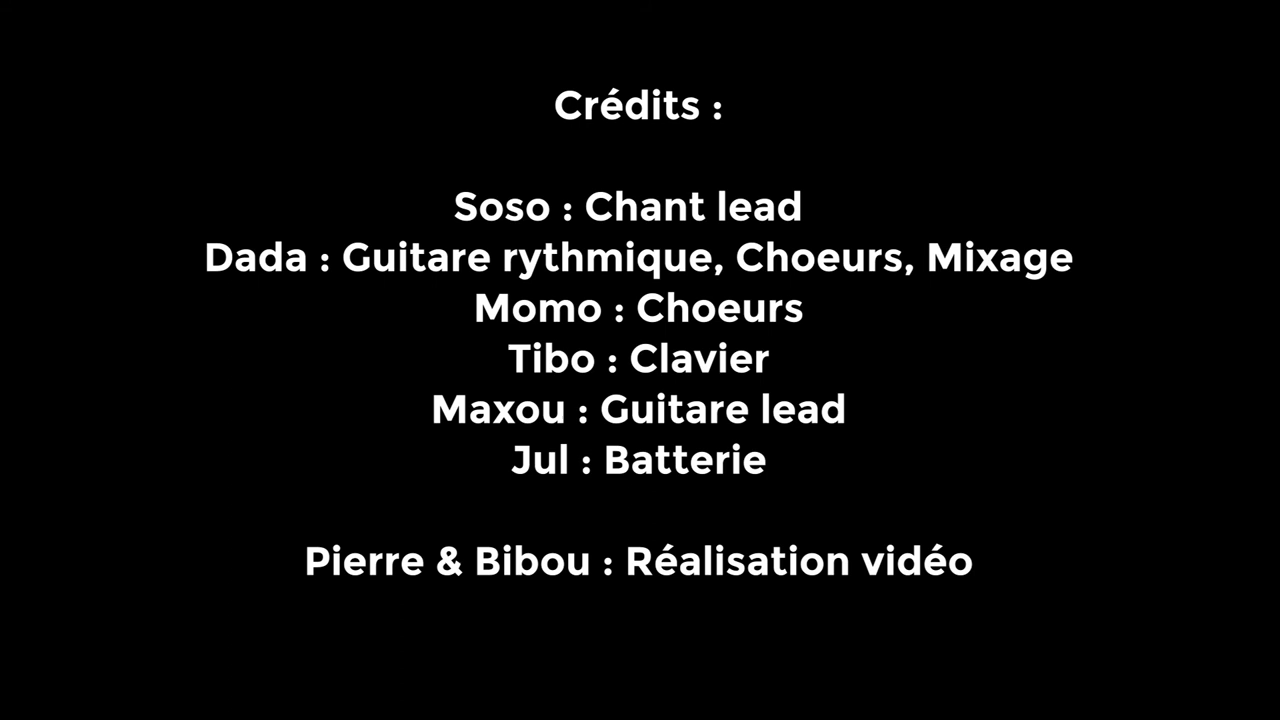 Crédits :
Soso : Chant lead
Dada : Guitare rythmique, Choeurs, Mixage
Momo : Choeurs
Tibo : Clavier
Maxou : Guitare lead
Jul : Batterie
Pierre & Bibou : Réalisation vidéo